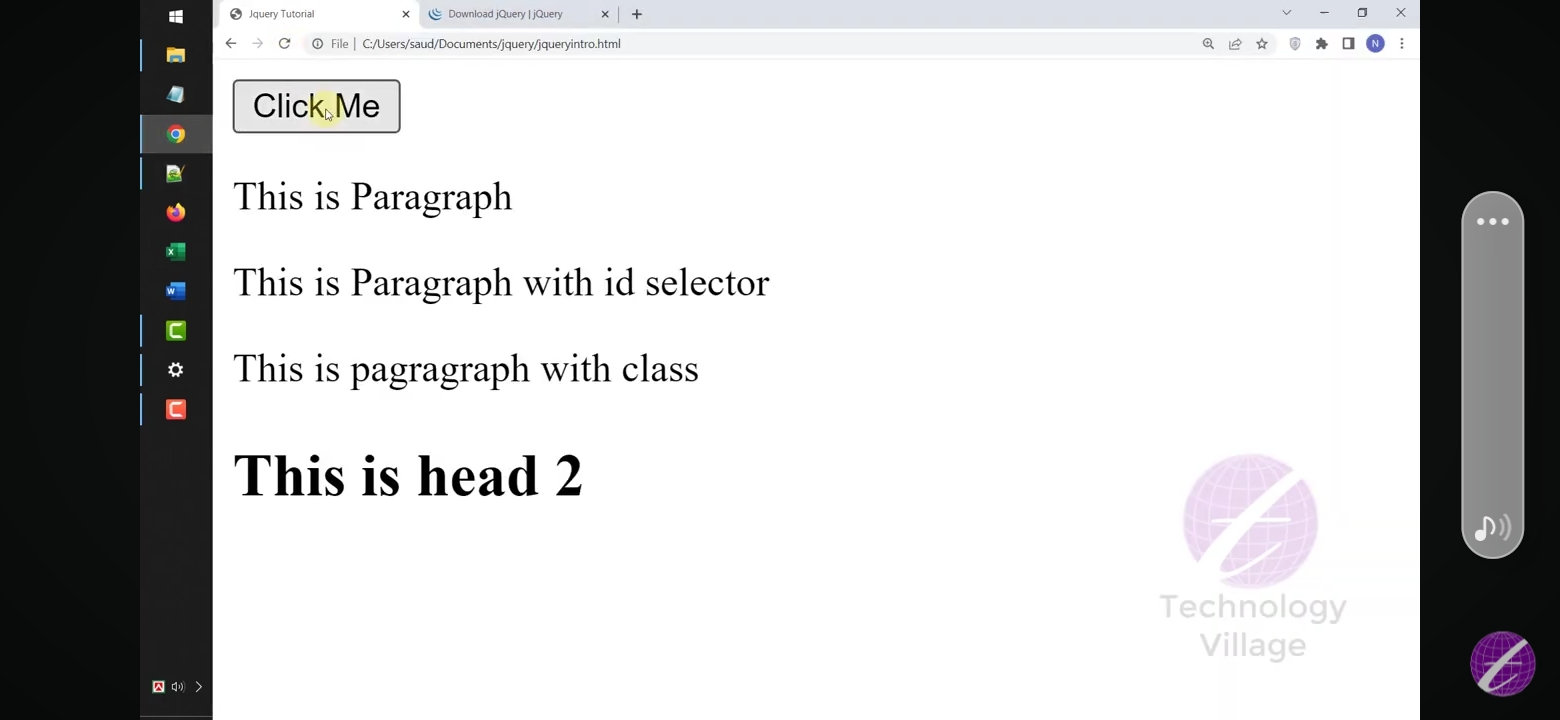 Jquery Tutorial
Download jQuery | jQuery
File | C:/Users/saud/Documents/jquery/jqueryintro.html
N
Click Me
This is Paragraph
This is Paragraph with id selector
This is pagragraph with class
This is head 2
Technology
Village